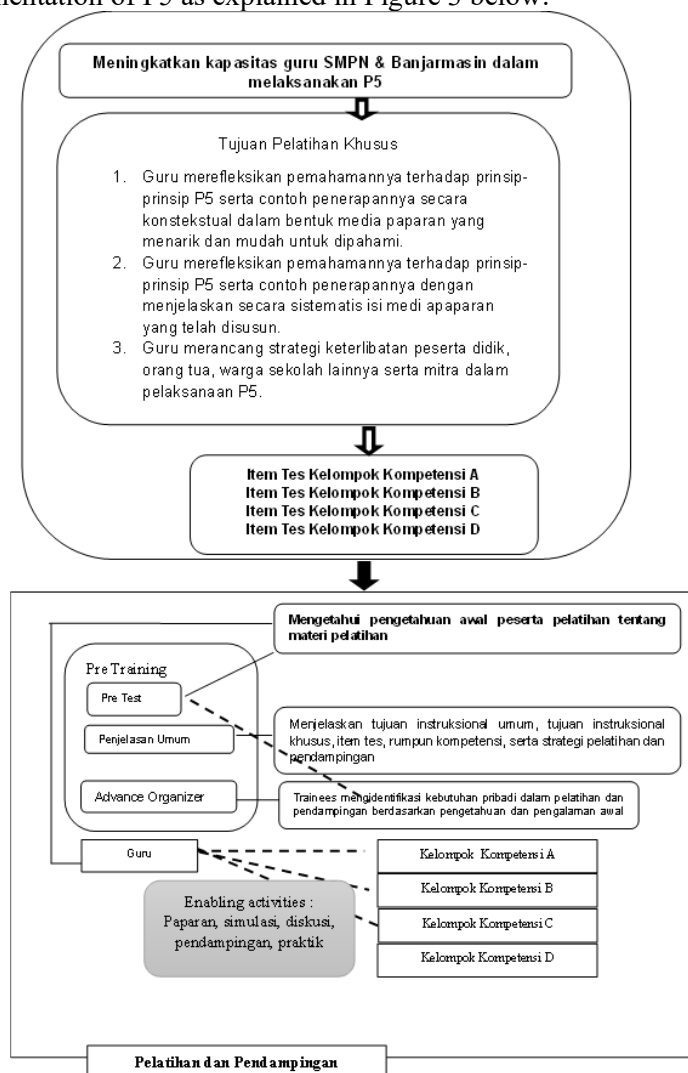 mentation of P5 as explained in Figure 3 below:
Meningkatkan kapasitas guru SMPN & Banjarmasin dalam
melaksanakan P5
Tujuan Pelatihan Khusus
1. Guru merefleksikan pemahamannya terhadap prinsip-
prinsip P5 serta contoh penerapannya secara
konstekstual dalam bentuk media paparan yang
menarik dan mudah untuk dipahami.
2. Guru merefleksikan pemahamannya terhadap prinsip-
prinsip P5 serta contoh penerapannya dengan
menjelaskan secara sistematis isi medi apaparan
yang telah disusun.
3. Guru merancang strategi keterlibatan peserta didik,
orang tua, warga sekolah lainnya serta mitra dalam
pelaksanaan P5.
Item Tes Kelompok Kompetensi A
Item Tes Kelompok Kompetensi B
Item Tes Kelompok Kompetensi C
Item Tes Kelompok Kompetensi D
Mengetahui pengetahuan awal peserta pelatihan tentang
materi pelatihan
Pre Training
Pre Test
Penjelasan Umum
Menjelaskan tujuan instruksional umum, tujuan instruksional
khusus, item tes, rumpun kompetensi, serta strategi pelatihan dan
pendampingan
Advance Organizer
Trainees mengidentifikasi kebutuhan pribadi dalam pelatihan dan
pendampingan berdasarkan pengetahuan dan pengalaman awal
Guru
Kelompok Kompetensi A
Kelompok Kompetensi B
Kelompok Kompetensi C
Kelompok Kompetensi D
Enabling activities :
Paparan, simulasi, diskusi,
pendampingan, praktik
Pelatihan dan Pendampingan